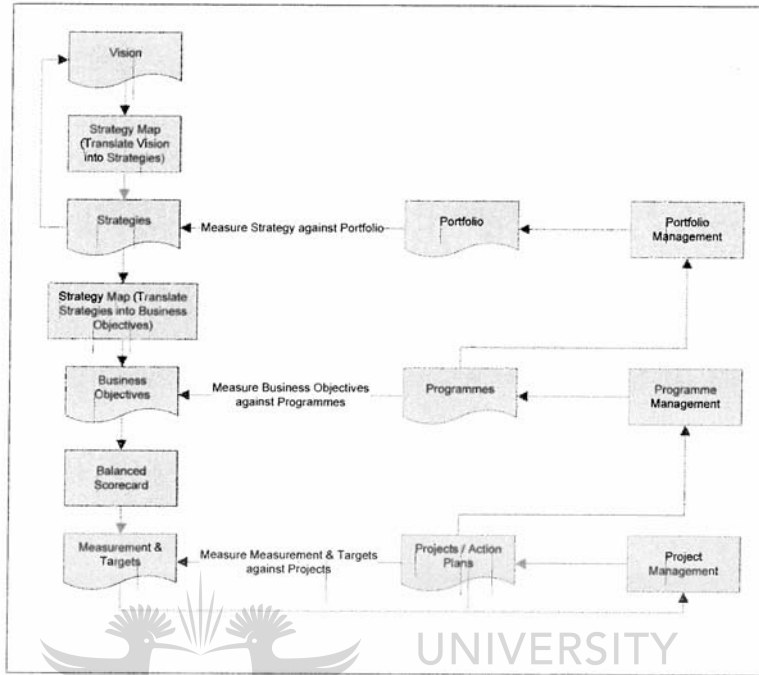 Vision
Strategy Map
(Translate Vision
into Strategies)
Strategies
Measure Strategy against Portfolio
Portfolio
Portfolio
Management
Strategy Map (Translate
Strategies into Business
Objectives)
Business
Objectives
Measure Business Objectives
against Programmes
Programmes
Programme
Management
Balanced
Scorecard
Measurement &
Targets
Measure Measurement & Targets
against Projects
Projects / Action
Plans
Project
Management
UNIVERSITY